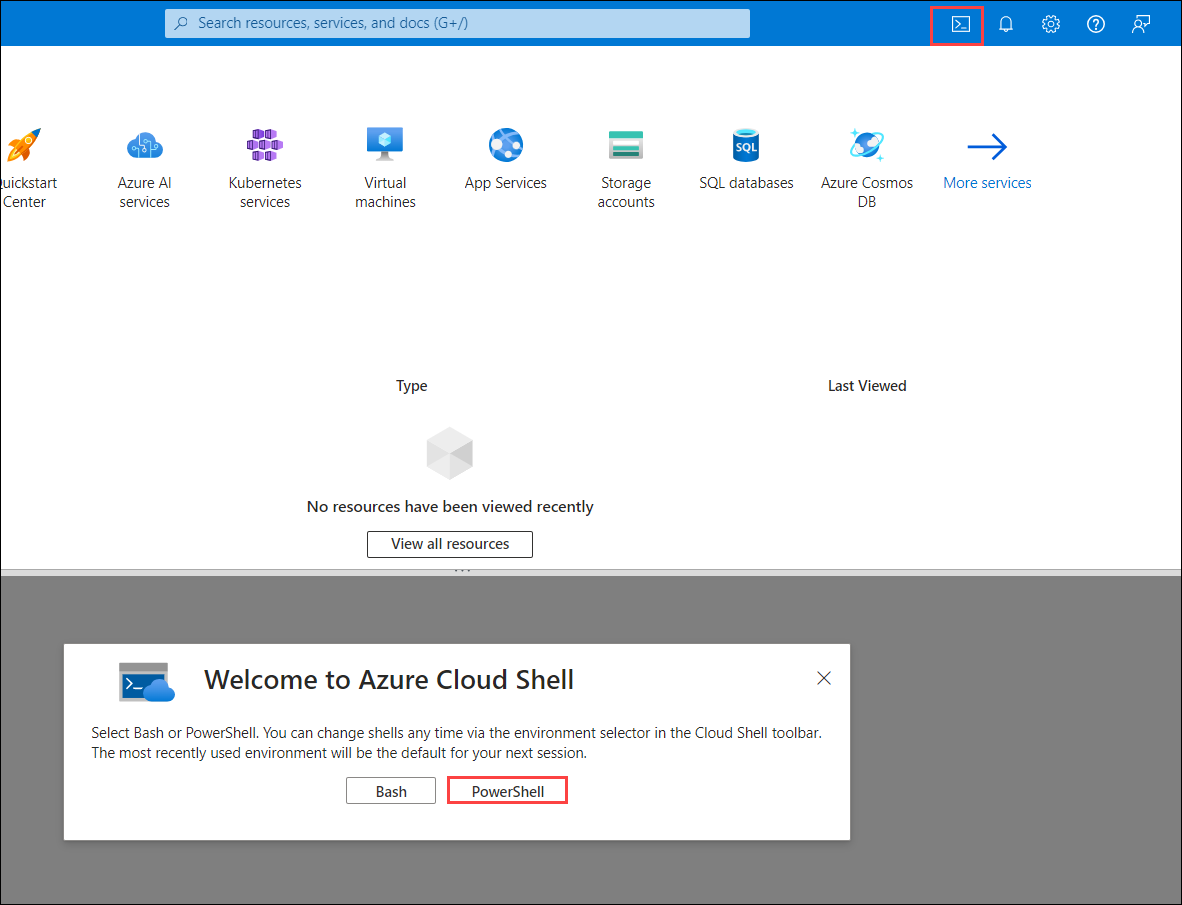 Search resources, services, and docs (G+/)
uickstart
Center
Azure AI
services
Kubernetes
services
Virtual
machines
App Services
Storage
accounts
SQL
SQL databases
Azure Cosmos
DB
More services
Type
Last Viewed
No resources have been viewed recently
View all resources
Welcome to Azure Cloud Shell
Select Bash or PowerShell. You can change shells any time via the environment selector in the Cloud Shell toolbar.
The most recently used environment will be the default for your next session.
Bash
PowerShell